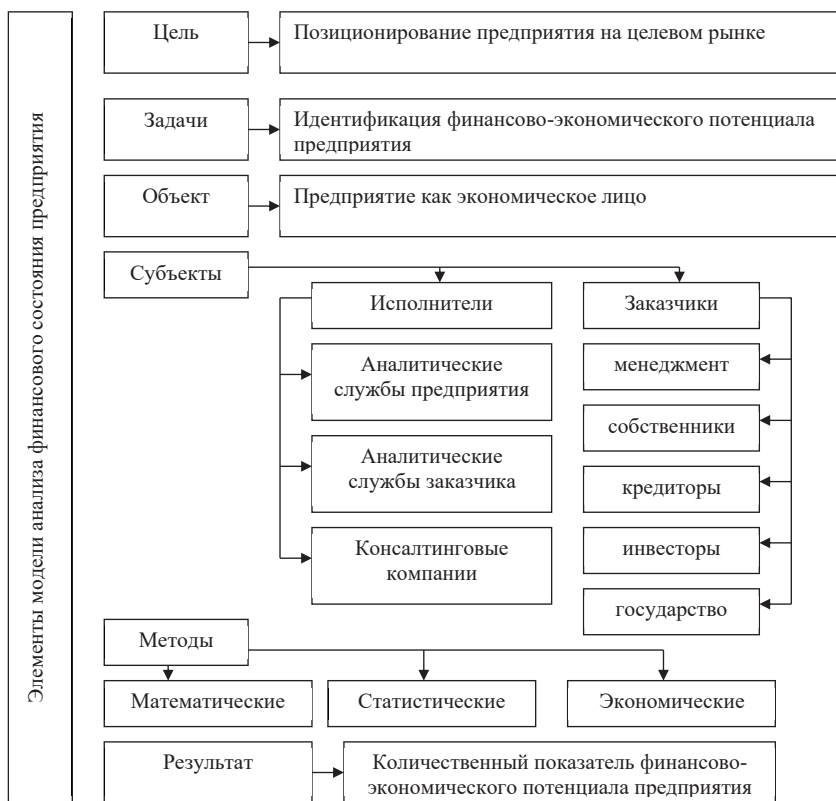 Элементы модели анализа финансового состояния предприятия
Цель
Позиционирование предприятия на целевом рынке
Задачи
Идентификация финансово-экономического потенциала
предприятия
Объект
Предприятие как экономическое лицо
Субъекты
Исполнители
Заказчики
Аналитические
службы предприятия
менеджмент
собственники
Аналитические
службы заказчика
кредиторы
Консалтинговые
компании
инвесторы
государство
Методы
Математические
Статистические
Экономические
Результат
Количественный показатель финансово-
экономического потенциала предприятия